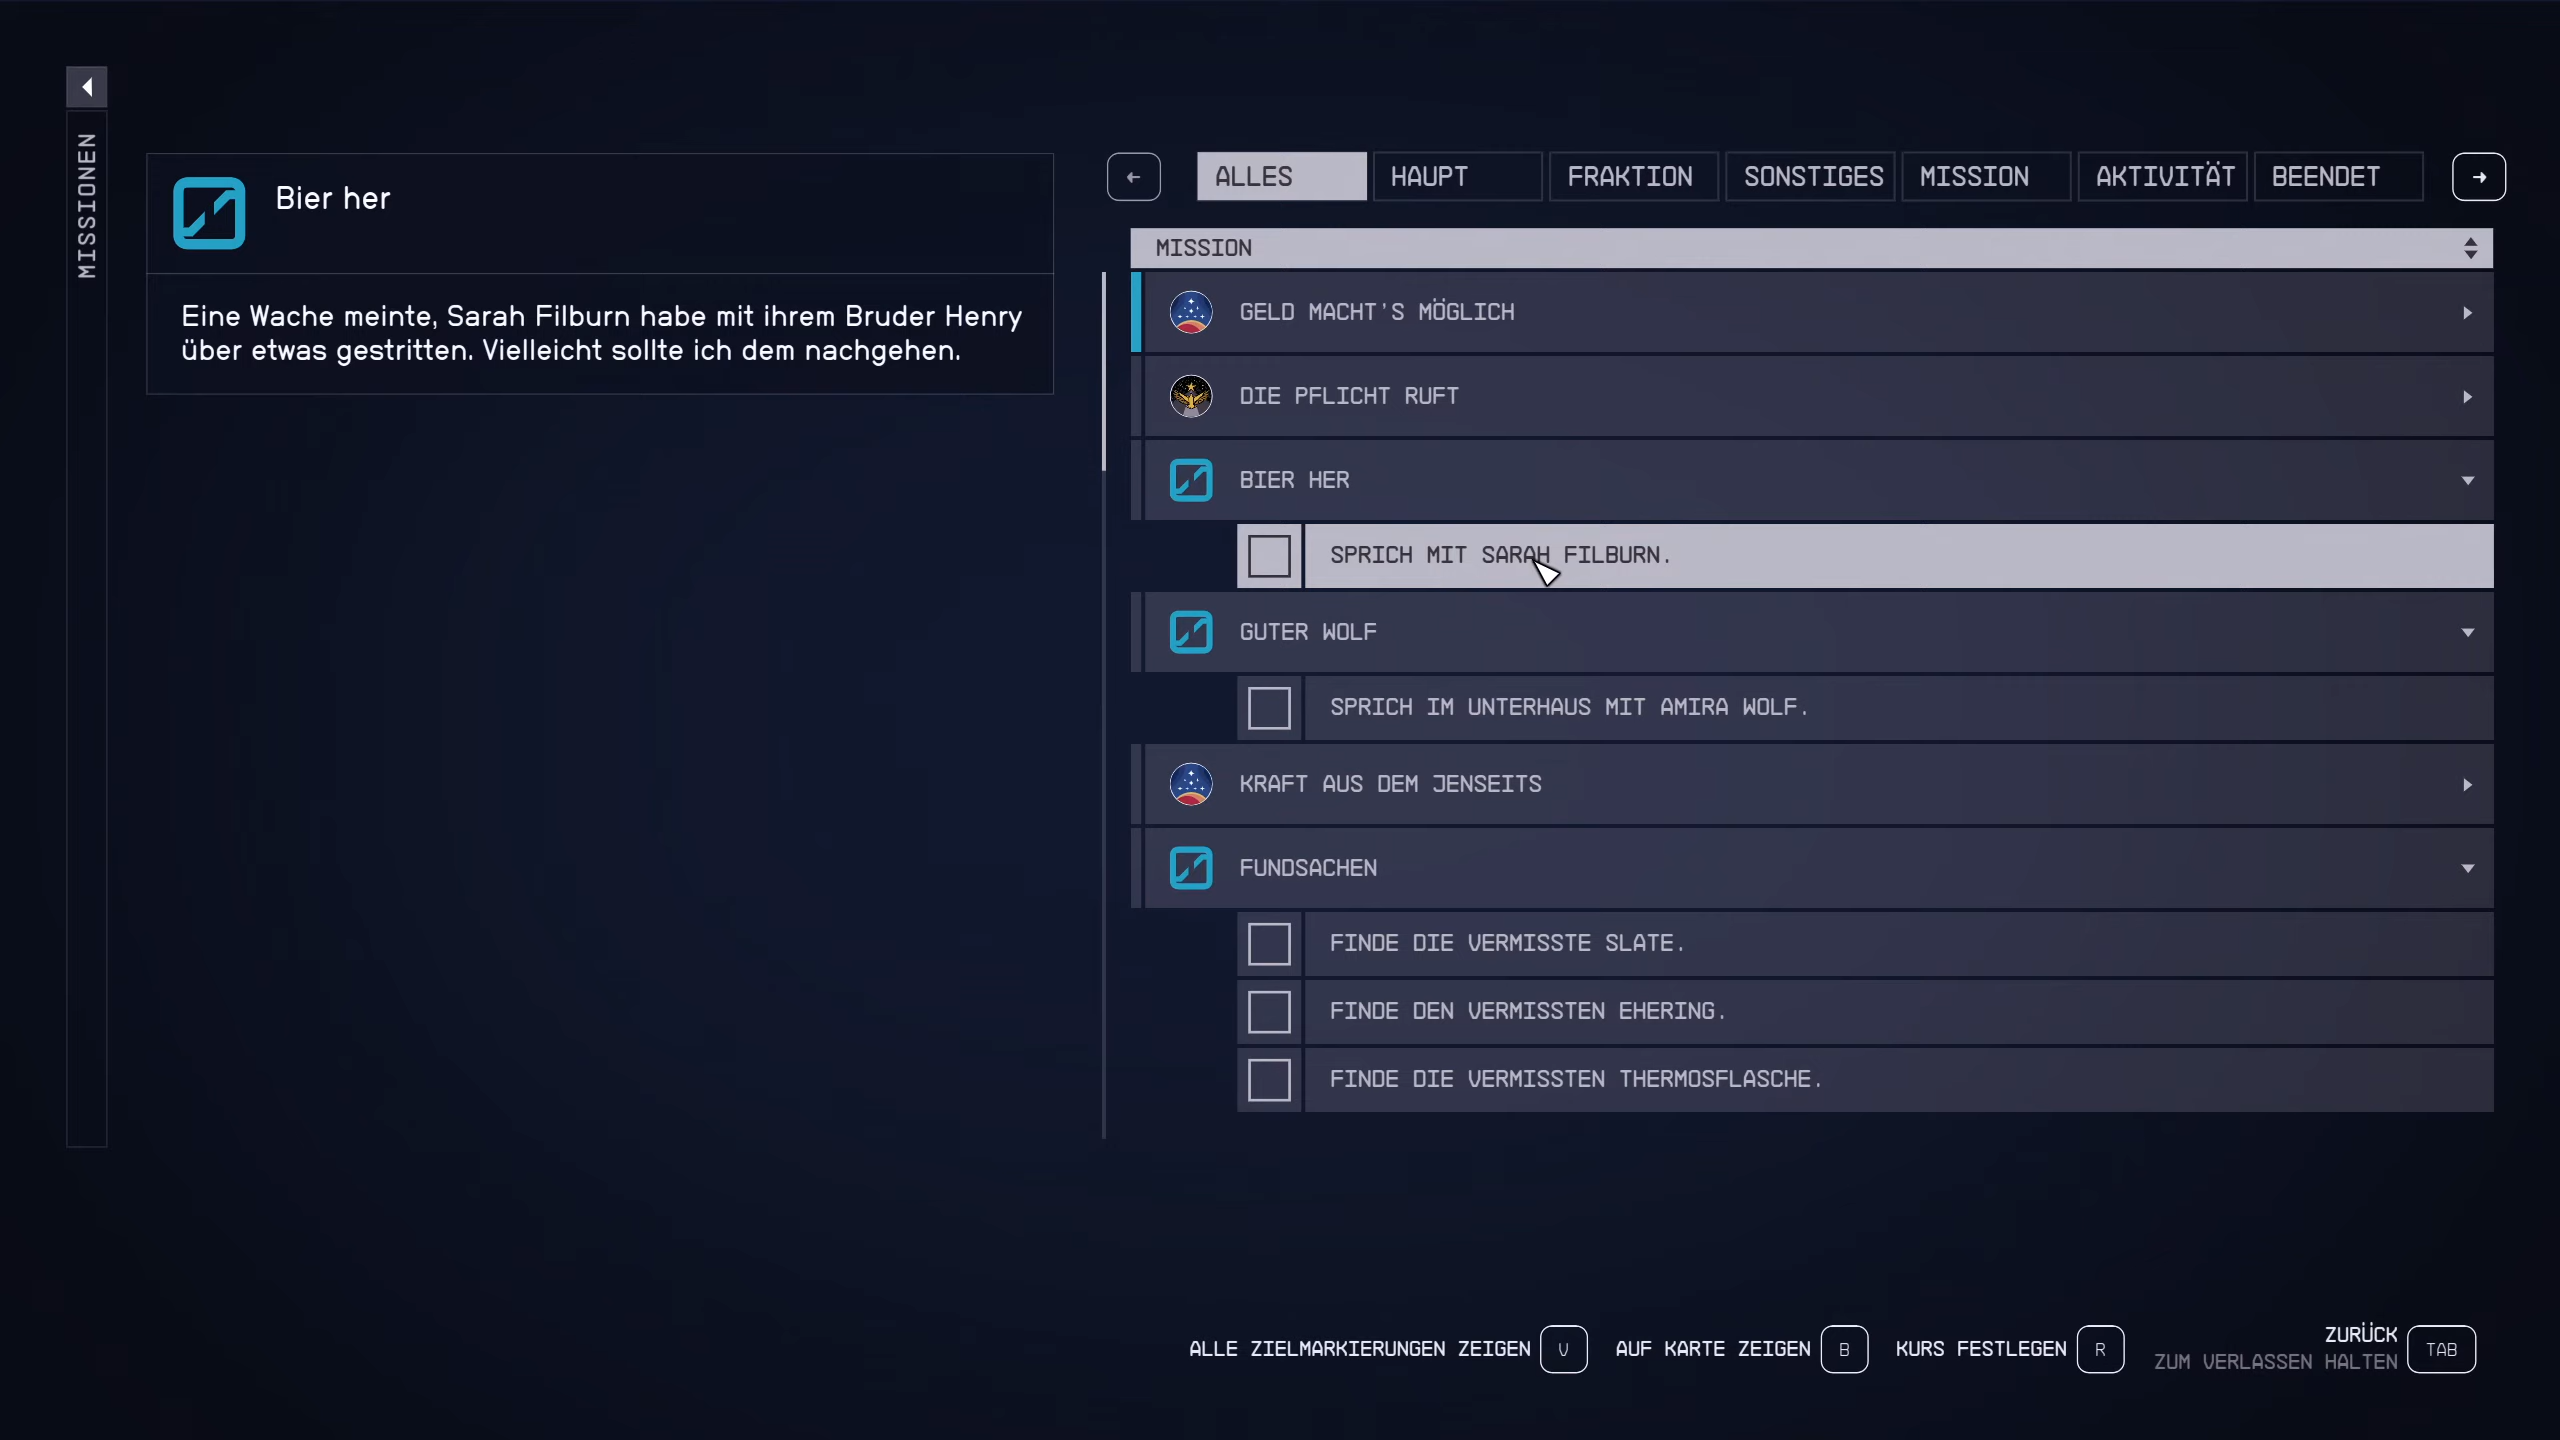 MISSIONEN
Bier her
Eine Wache meinte, Sarah Filburn habe mit ihrem Bruder Henry
über etwas gestritten. Vielleicht sollte ich dem nachgehen.
ALLES
HAUPT
FRAKTION
SONSTIGES
MISSION
AKTIVITÄT
BEENDET
MISSION
GELD MACHT'S MÖGLICH
DIE PFLICHT RUFT
BIER HER
SPRICH MIT SARAH FILBURN.
GUTER WOLF
SPRICH IM UNTERHAUS MIT AMIRA WOLF.
KRAFT AUS DEM JENSEITS
FUNDSACHEN
FINDE DIE VERMISSTE SLATE.
FINDE DEN VERMISSTEN EHERING.
FINDE DIE VERMISSTEN THERMOSFLASCHE.
ALLE ZIELMARKIERUNGEN ZEIGEN V
AUF KARTE ZEIGEN B
KURS FESTLEGEN R
ZURÜCK
ZUM VERLASSEN HALTEN TAB